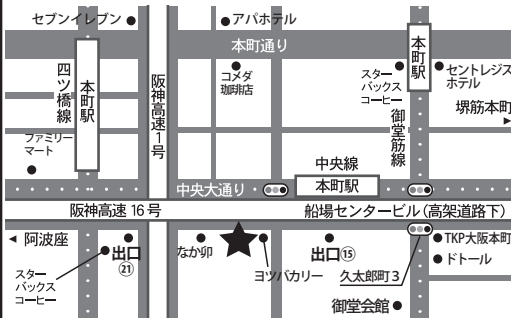 セブンイレブン
アパホテル
本町通り
本町駅
四ツ橋線
本町駅
阪神高速1号
コメダ
珈琲店
スター
バックス
コーヒー
セントレジス
ホテル
堺筋本町
御堂筋線
ファミリー
マート
中央線
本町駅
中央大通り
阪神高速 16 号
船場センタービル (高架道路下)
阿波座
出口
㉑
なか卯
ヨツバカリー
出口⑮
久太郎町 3
TKP大阪本町
ドトール
スター
バックス
コーヒー
御堂会館